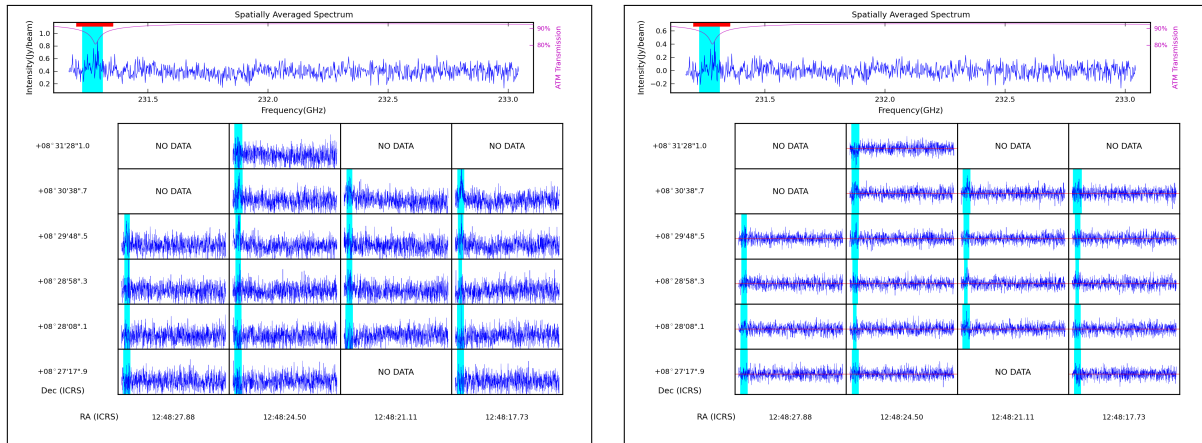 Spatially Averaged Spectrum
Intensity(Jy/beam)
1.0
0.8
0.6
0.4
90%
80%
ATM Transmission
231.5
232.0
232.5
233.0
Frequency(GHz)
+08°31'28"1.0
NO DATA
NO DATA
NO DATA
+08°30'38".7
NO DATA
+08°29'48".5
+08°28'58".3
+08°28'08".1
+08°27'17".9
NO DATA
Dec (ICRS)
RA (ICRS)
12:48:27.88
12:48:24.50
12:48:21.11
12:48:17.73
Spatially Averaged Spectrum
Intensity(Jy/beam)
0.6
0.4
0.2
0.0
−0.2
90%
80%
ATM Transmission
231.5
232.0
232.5
233.0
Frequency(GHz)
+08°31'28"1.0
NO DATA
NO DATA
NO DATA
+08°30'38".7
NO DATA
+08°29'48".5
+08°28'58".3
+08°28'08".1
+08°27'17".9
NO DATA
Dec (ICRS)
RA (ICRS)
12:48:27.88
12:48:24.50
12:48:21.11
12:48:17.73